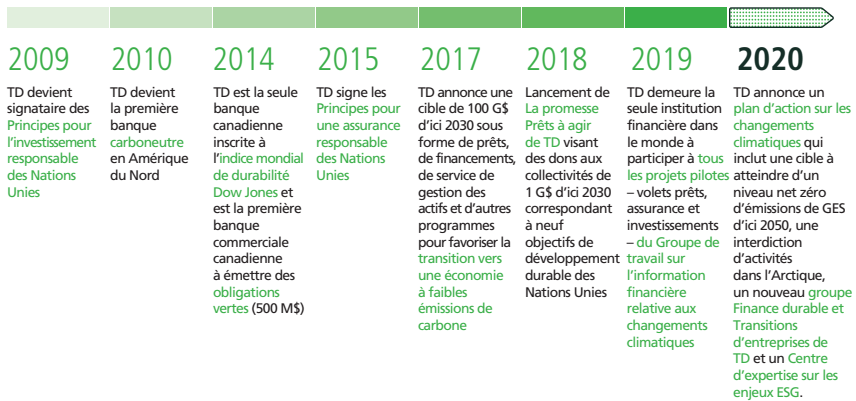 2009
TD devient
signataire des
Principes pour
l’investissement
responsable
des Nations
Unies
2010
TD devient
la première
banque
carboneutre
en Amérique
du Nord
2014
TD est la seule
banque
canadienne
inscrite à
l’indice mondial
de durabilité
Dow Jones et
est la première
banque
commerciale
canadienne
à émettre des
obligations
vertes (500 M$)
2015
TD signe les
Principes pour
une assurance
responsable
des Nations
Unies
2017
TD annonce une
cible de 100 G$
d’ici 2030 sous
forme de prêts,
de financements,
de service de
gestion des
actifs et d’autres
programmes
pour favoriser la
transition vers
une économie
à faibles
émissions de
carbone
2018
Lancement de
La promesse
Prêts à agir
de TD visant
des dons aux
collectivités de
1 G$ d’ici 2030
correspondant
à neuf
objectifs de
développement
durable des
Nations Unies
2019
TD demeure la
seule institution
financière dans
le monde à
participer à tous
les projets pilotes
– volets prêts,
assurance et
investissements
– du Groupe de
travail sur
l’information
financière
relative aux
changements
climatiques
2020
TD annonce un
plan d’action sur les
changements
climatiques qui
inclut une cible à
atteindre d’un
niveau net zéro
d’émissions de GES
d’ici 2050, une
interdiction
d’activités
dans l’Arctique,
un nouveau groupe
Finance durable et
Transitions
d’entreprises de
TD et un Centre
d’expertise sur les
enjeux ESG.